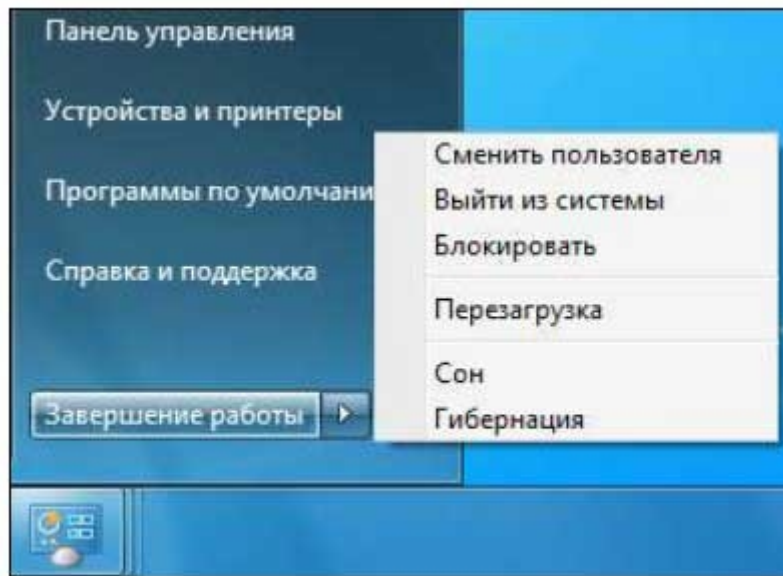 Панель управления
Устройства и принтеры
Программы по умолчани
Справка и поддержка
Завершение работы
Сменить пользователя
Выйти из системы
Блокировать
Перезагрузка
Сон
Гибернация